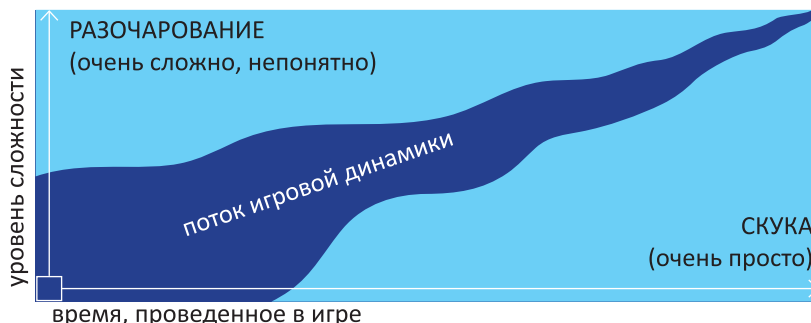 РАЗОЧАРОВАНИЕ
(очень сложно, непонятно)
уровень сложности
поток игровой динамики
СКУКА
(очень просто)
время, проведенное в игре